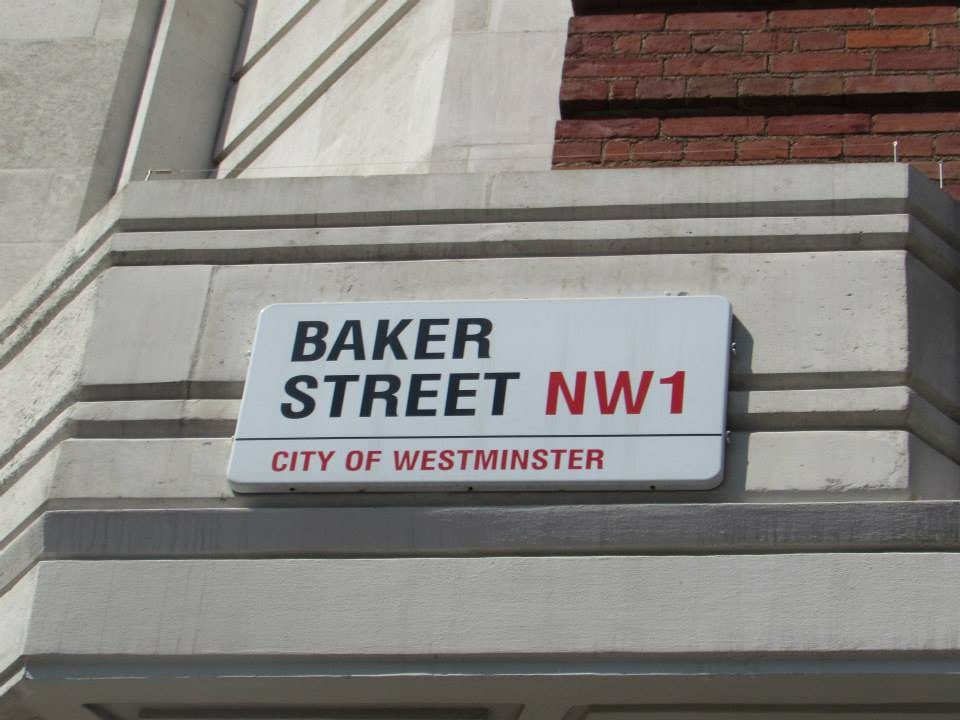 BAKER
STREET NW1
CITY OF WESTMINSTER